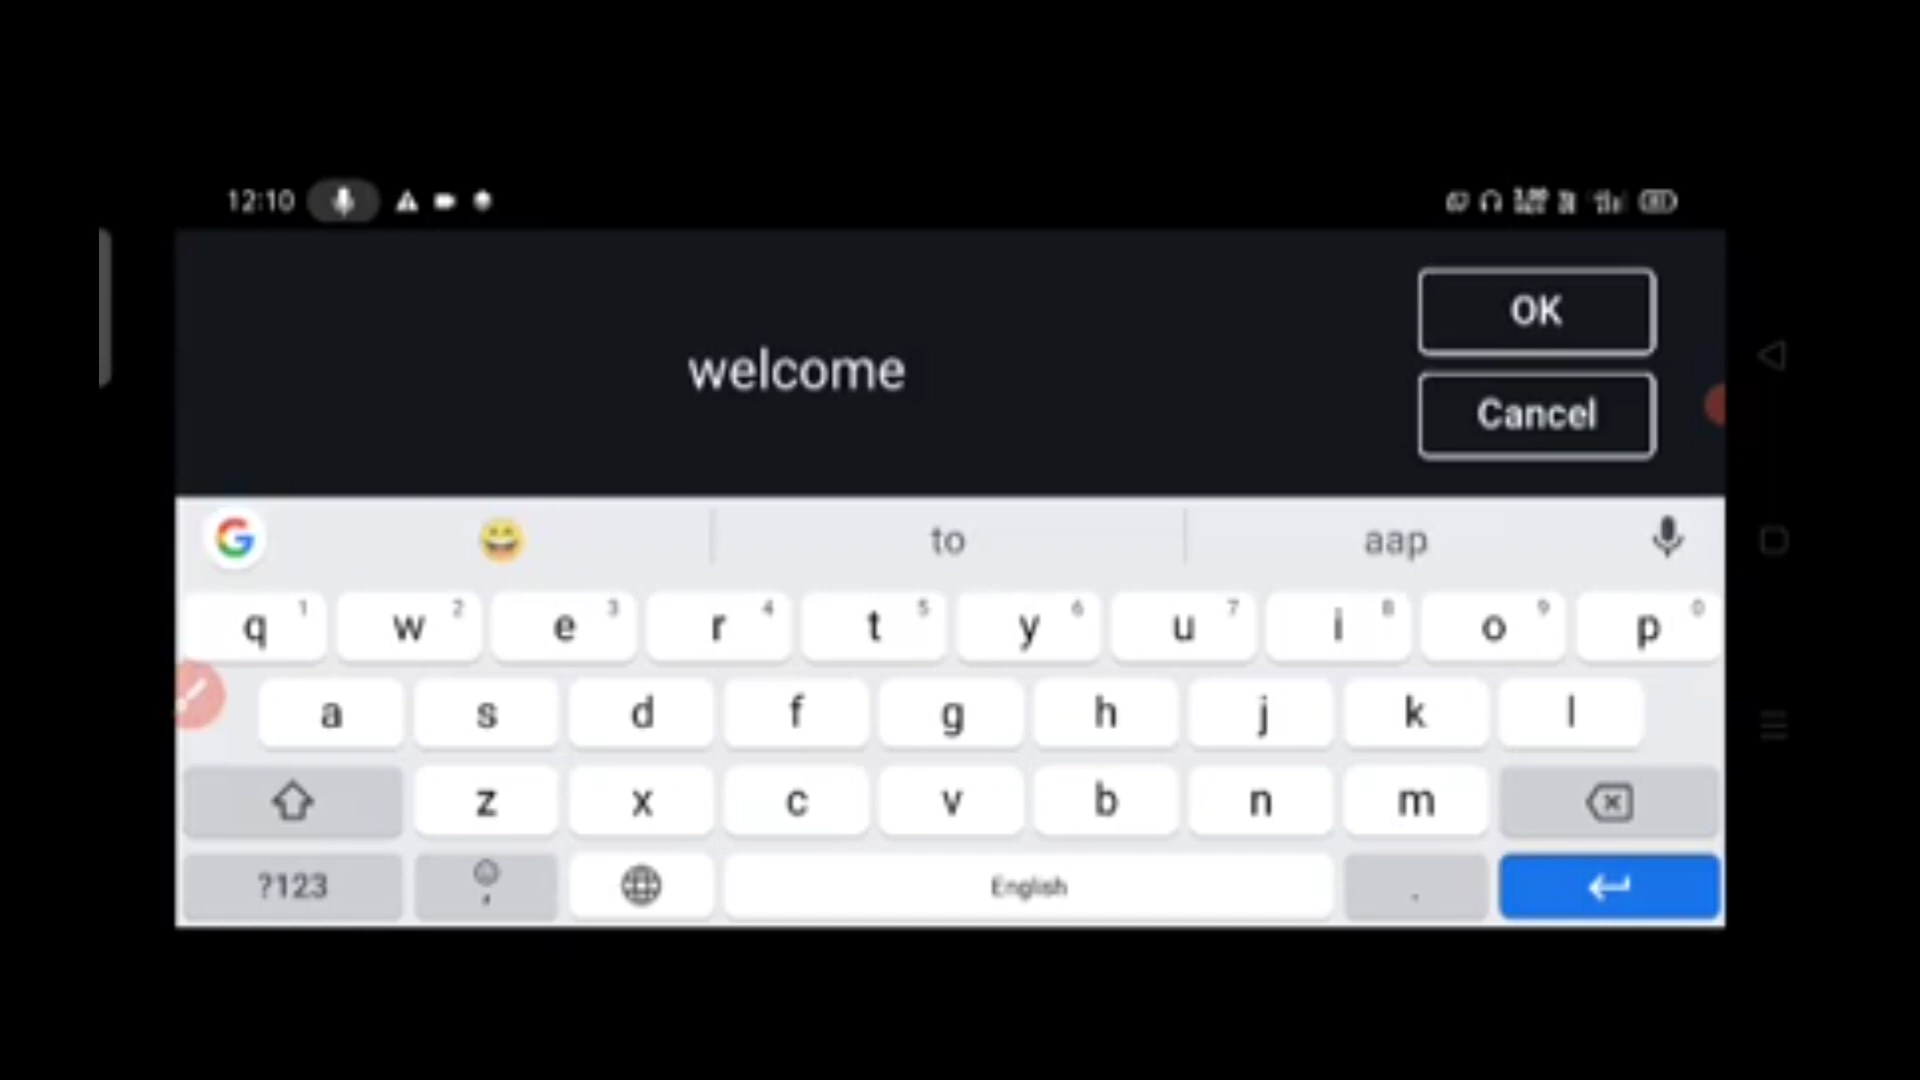 12:10
OK
welcome
Cancel
G
to
aap
q 1 w 2 e 3 r 4 t 5 y 6 u 7 i 8 o 9 p 0
a s d f g h j k l
z x c v b n m
?123 , English .